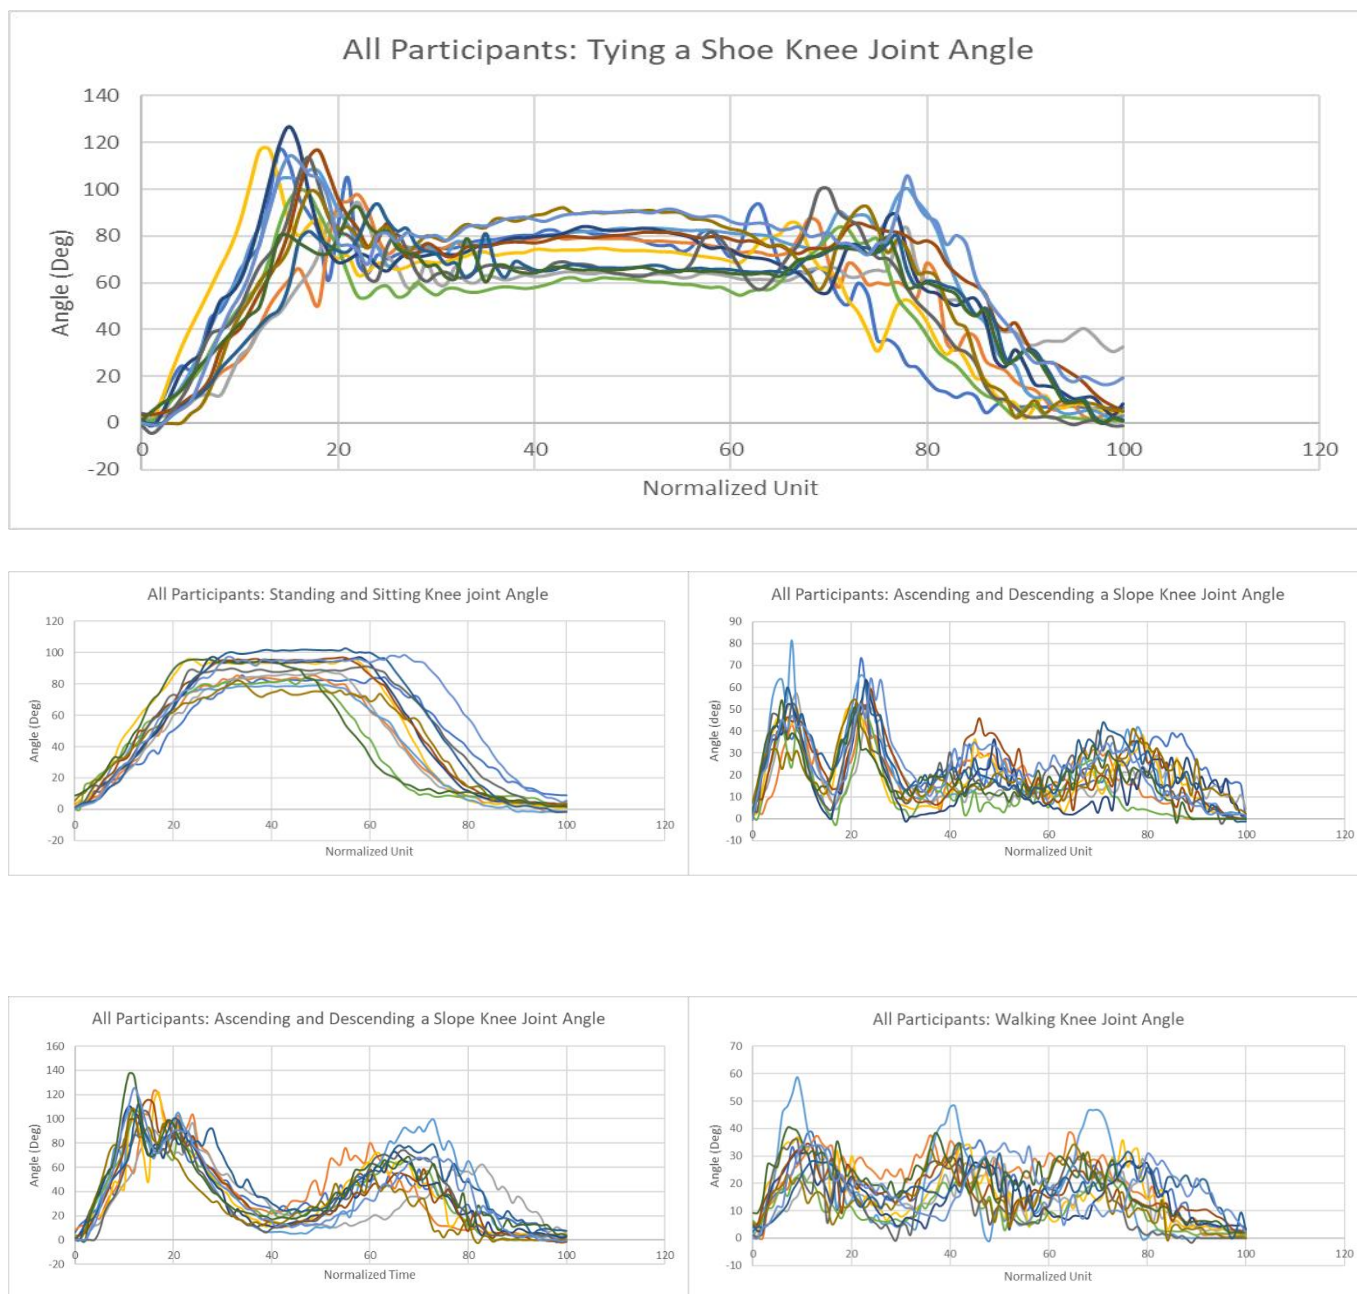 All Participants: Tying a Shoe Knee Joint Angle
140
120
100
80
60
40
20
0
-20
0 20 40 60 80 100 120
Angle (Deg)
Normalized Unit
All Participants: Standing and Sitting Knee joint Angle
120
100
80
60
40
20
0
-20
0 20 40 60 80 100 120
Angle (Deg)
Normalized Unit
All Participants: Ascending and Descending a Slope Knee Joint Angle
90
80
70
60
50
40
30
20
10
0
-10
0 20 40 60 80 100 120
Angle (deg)
Normalized Unit
All Participants: Ascending and Descending a Slope Knee Joint Angle
160
140
120
100
80
60
40
20
0
-20
0 20 40 60 80 100 120
Angle (Deg)
Normalized Time
All Participants: Walking Knee Joint Angle
70
60
50
40
30
20
10
0
-10
0 20 40 60 80 100 120
Angle (Deg)
Normalized Unit